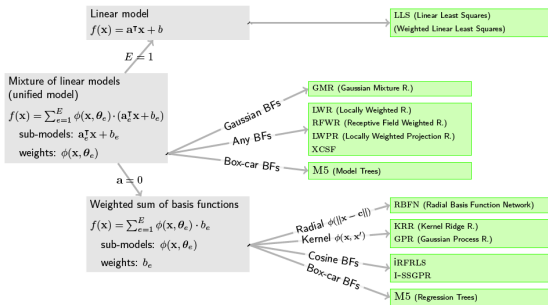 Linear model
f(x) = aᵀx + b
LLS (Linear Least Squares)
(Weighted Linear Least Squares)
E = 1
Mixture of linear models
(unified model)
f(x) = ∑ᴱₑ₌₁ ϕ(x, θₑ) · (aₑᵀx + bₑ)
sub-models: aₑᵀx + bₑ
weights: ϕ(x, θₑ)
Gaussian BFs
GMR (Gaussian Mixture R.)
Any BFs
LWR (Locally Weighted R.)
RFWR (Receptive Field Weighted R.)
LWPR (Locally Weighted Projection R.)
XCSF
Box-car BFs
M5 (Model Trees)
a = 0
Weighted sum of basis functions
f(x) = ∑ᴱₑ₌₁ ϕ(x, θₑ) · bₑ
sub-models: ϕ(x, θₑ)
weights: bₑ
Radial ϕ(||x − c||)
RBFN (Radial Basis Function Network)
Kernel ϕ(x, x′)
KRR (Kernel Ridge R.)
GPR (Gaussian Process R.)
Cosine BFs
iRFRLS
I-SSGPR
Box-car BFs
M5 (Regression Trees)